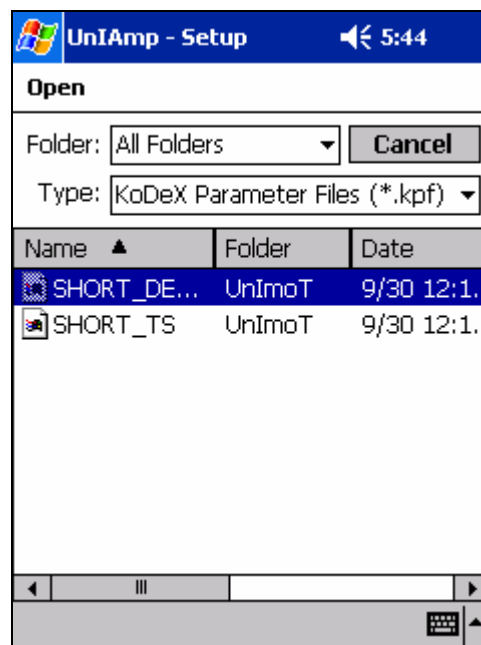 UnIAmp - Setup 5:44
Open
Folder: All Folders Cancel
Type: KoDeX Parameter Files (*.kpf)
Name Folder Date
SHORT_DE... UnImoT 9/30 12:1.
SHORT_TS UnImoT 9/30 12:1.